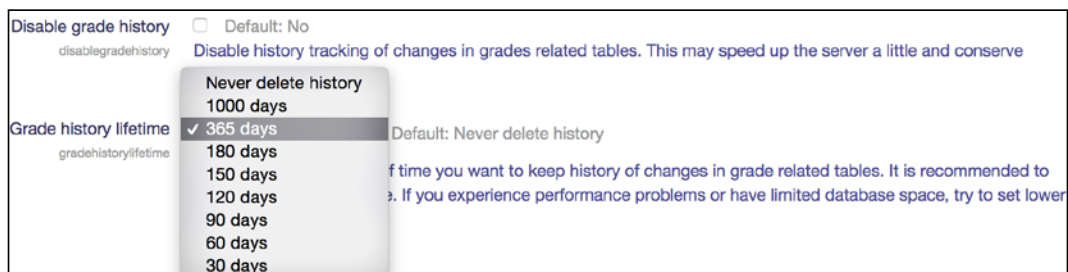 Disable grade history Default: No
disablegradehistory Disable history tracking of changes in grades related tables. This may speed up the server a little and conserve
Never delete history
1000 days
Grade history lifetime ✓ 365 days Default: Never delete history
gradehistorylifetime 180 days
150 days f time you want to keep history of changes in grade related tables. It is recommended to
120 days e. If you experience performance problems or have limited database space, try to set lower
90 days
60 days
30 days